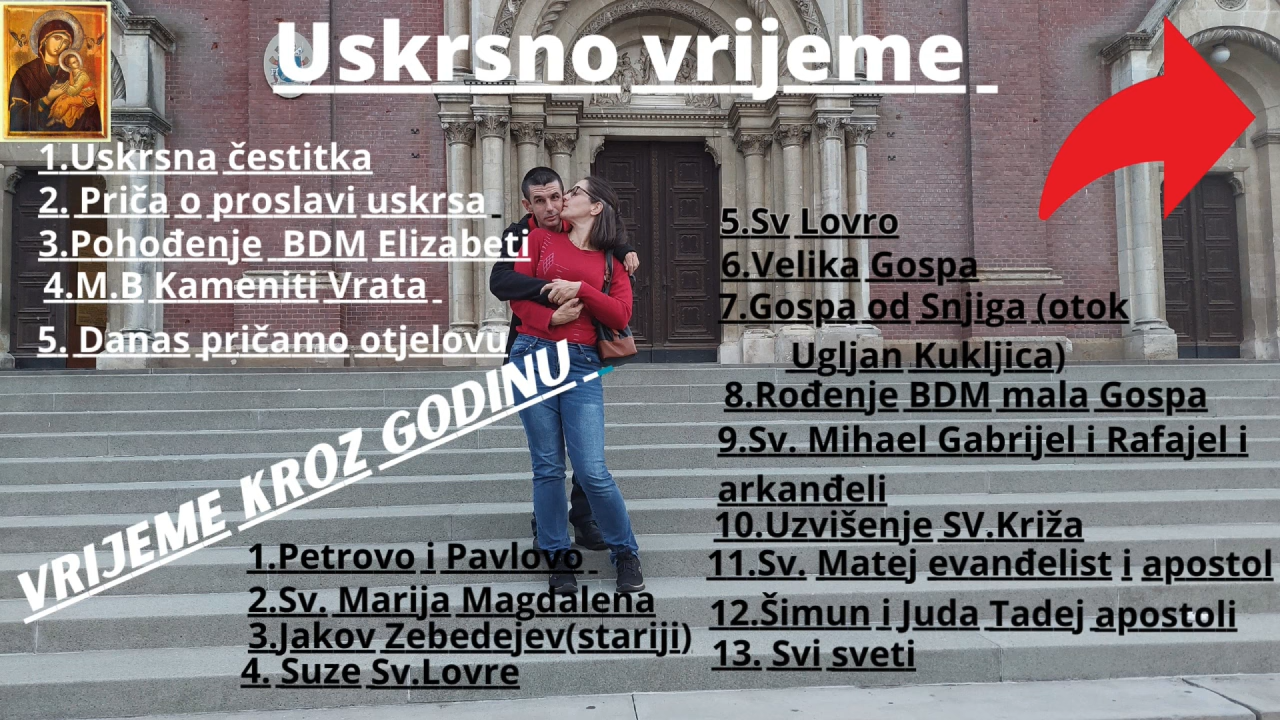 Uskrsno vrijeme
1.Uskrsna čestitka
2. Priča o proslavi uskrsa
3.Pohođenje BDM Elizabeti
4.M.B Kameniti Vrata
5. Danas pričamo otjelovu
VRIJEME KROZ GODINU
1.Petrovo i Pavlovo
2.Sv. Marija Magdalena
3.Jakov Zebedejev(stariji)
4. Suze Sv.Lovre
5.Sv Lovro
6.Velika Gospa
7.Gospa od Snjiga (otok
Ugljan Kukljica)
8.Rođenje BDM mala Gospa
9.Sv. Mihael Gabrijel i Rafajel i
arkanđeli
10.Uzvišenje SV.Križa
11.Sv. Matej evanđelist i apostol
12.Šimun i Juda Tadej apostoli
13. Svi sveti